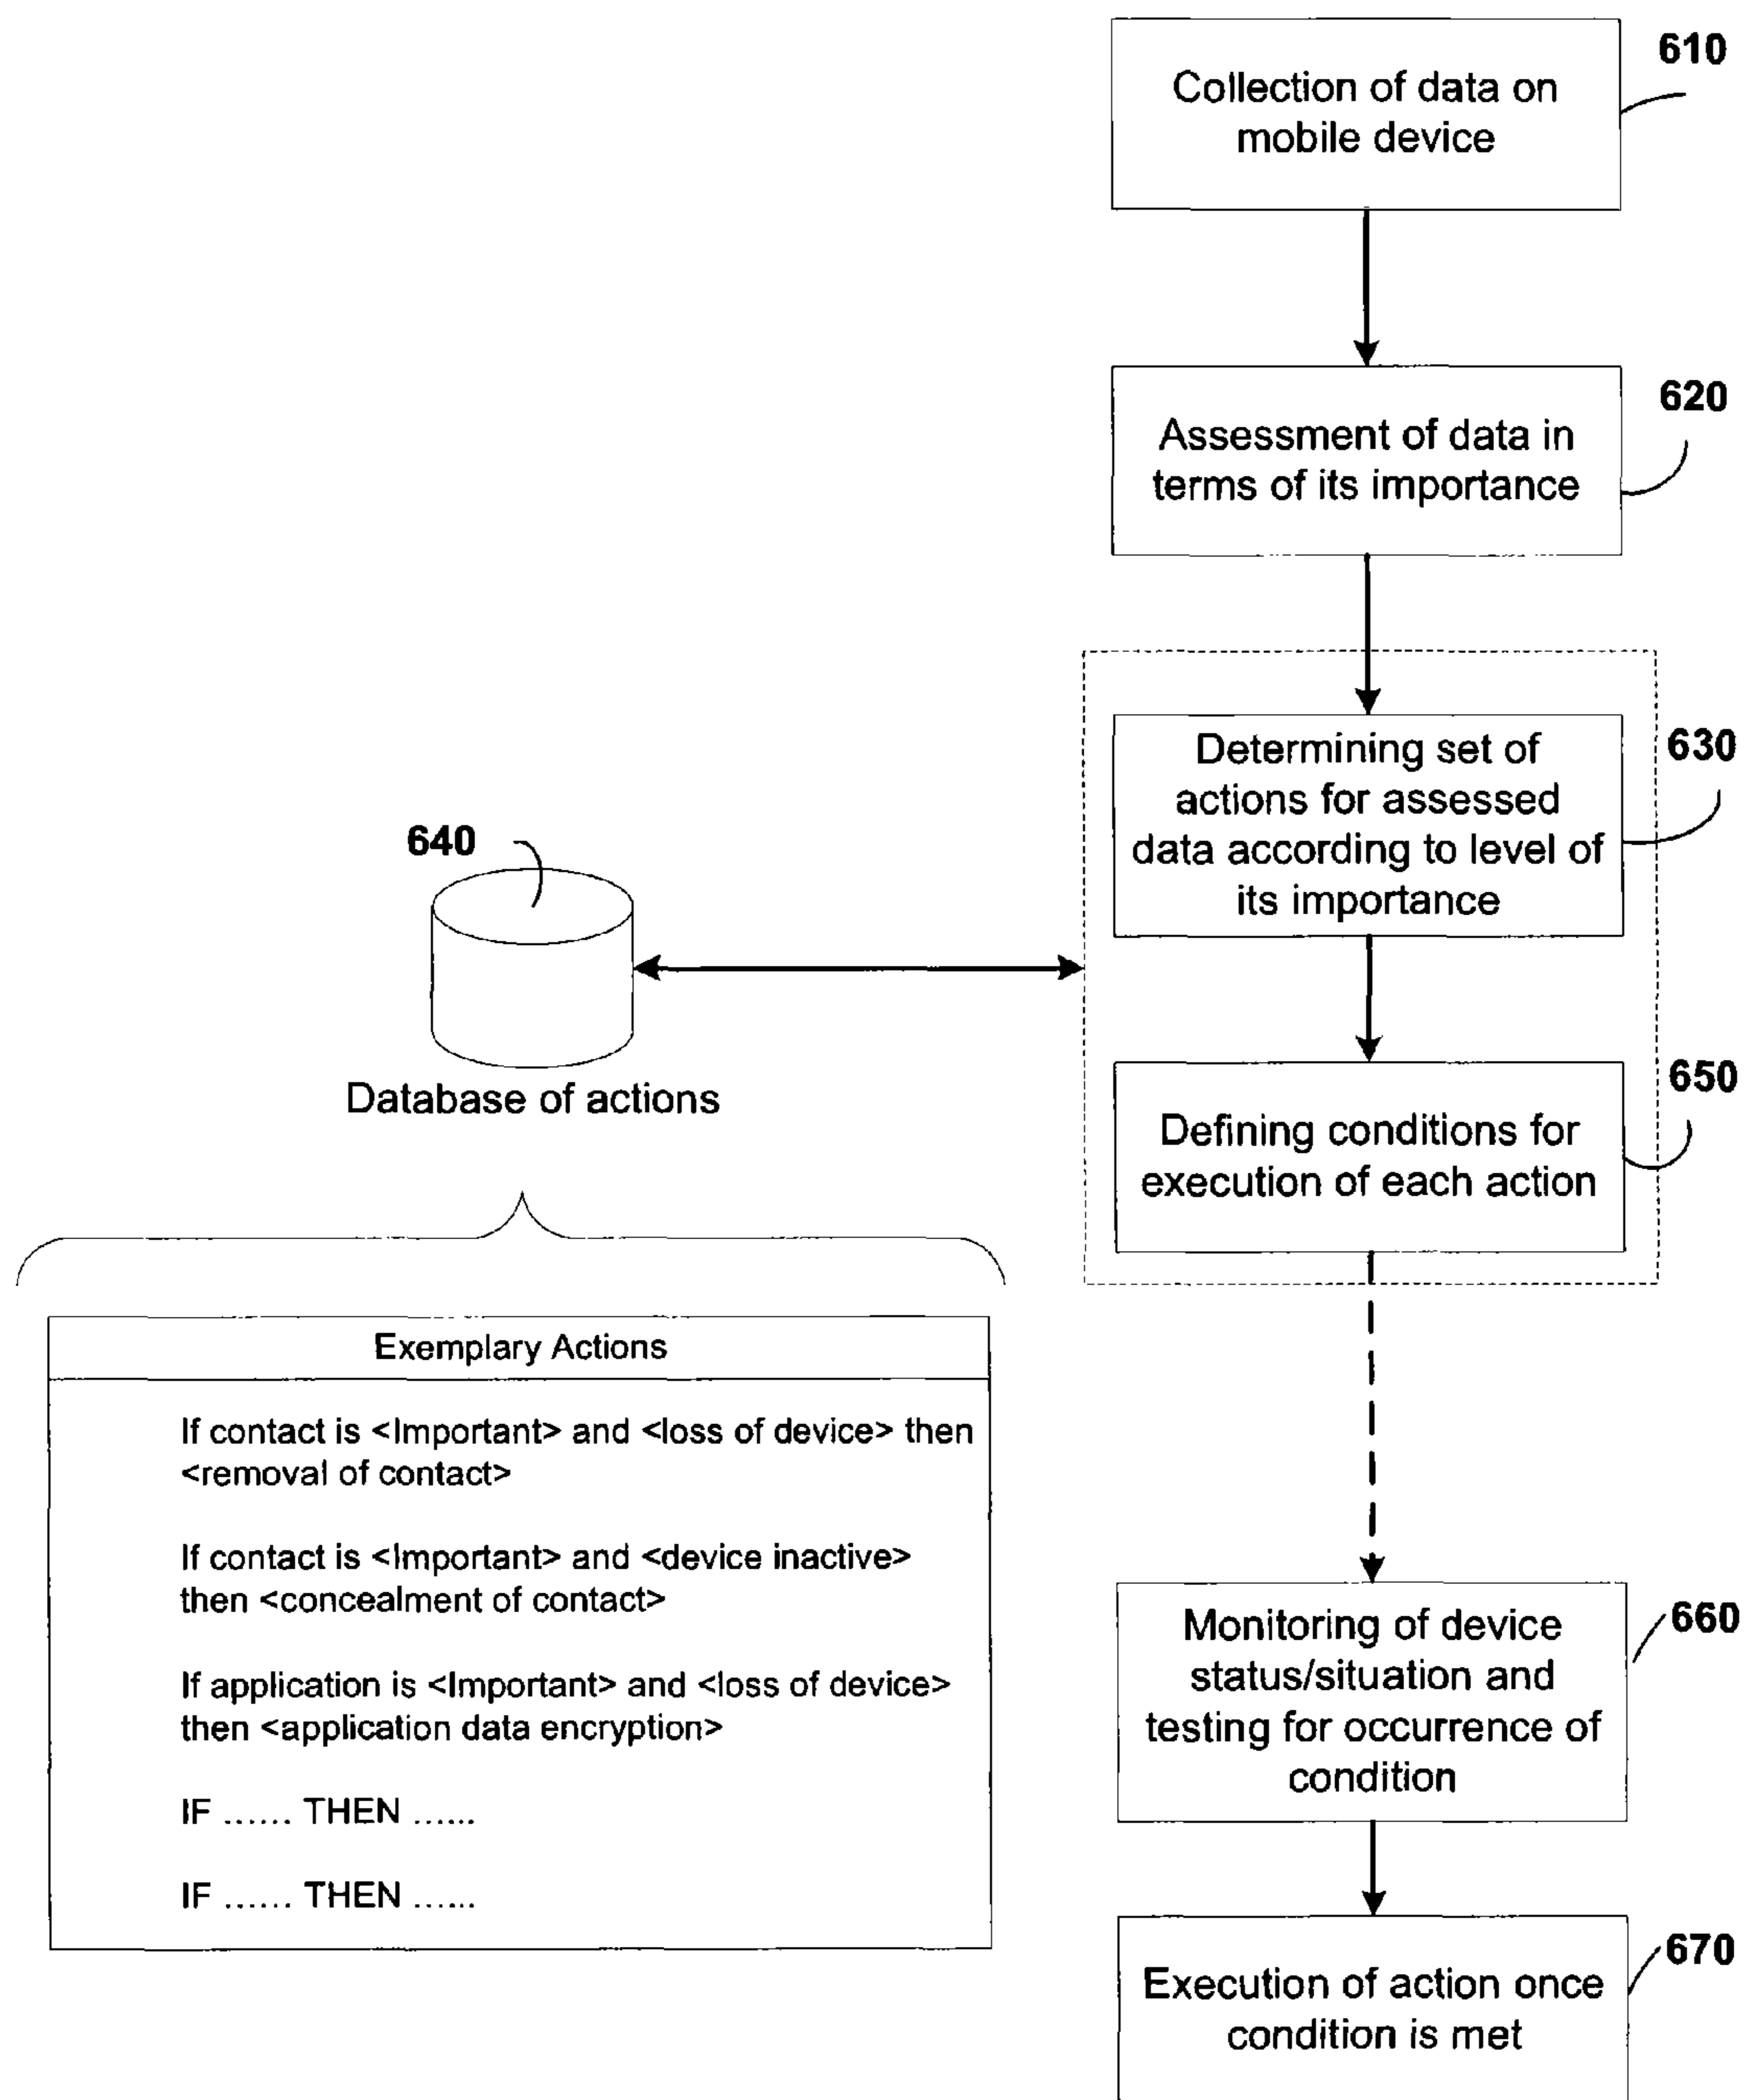 610
Collection of data on
mobile device
620
Assessment of data in
terms of its importance
630
Determining set of
actions for assessed
data according to level of
its importance
640
Database of actions
650
Defining conditions for
execution of each action
Exemplary Actions
If contact is <Important> and <loss of device> then
<removal of contact>
If contact is <Important> and <device inactive>
then <concealment of contact>
If application is <Important> and <loss of device>
then <application data encryption>
IF ...... THEN ......
IF ...... THEN ......
660
Monitoring of device
status/situation and
testing for occurrence of
condition
670
Execution of action once
condition is met